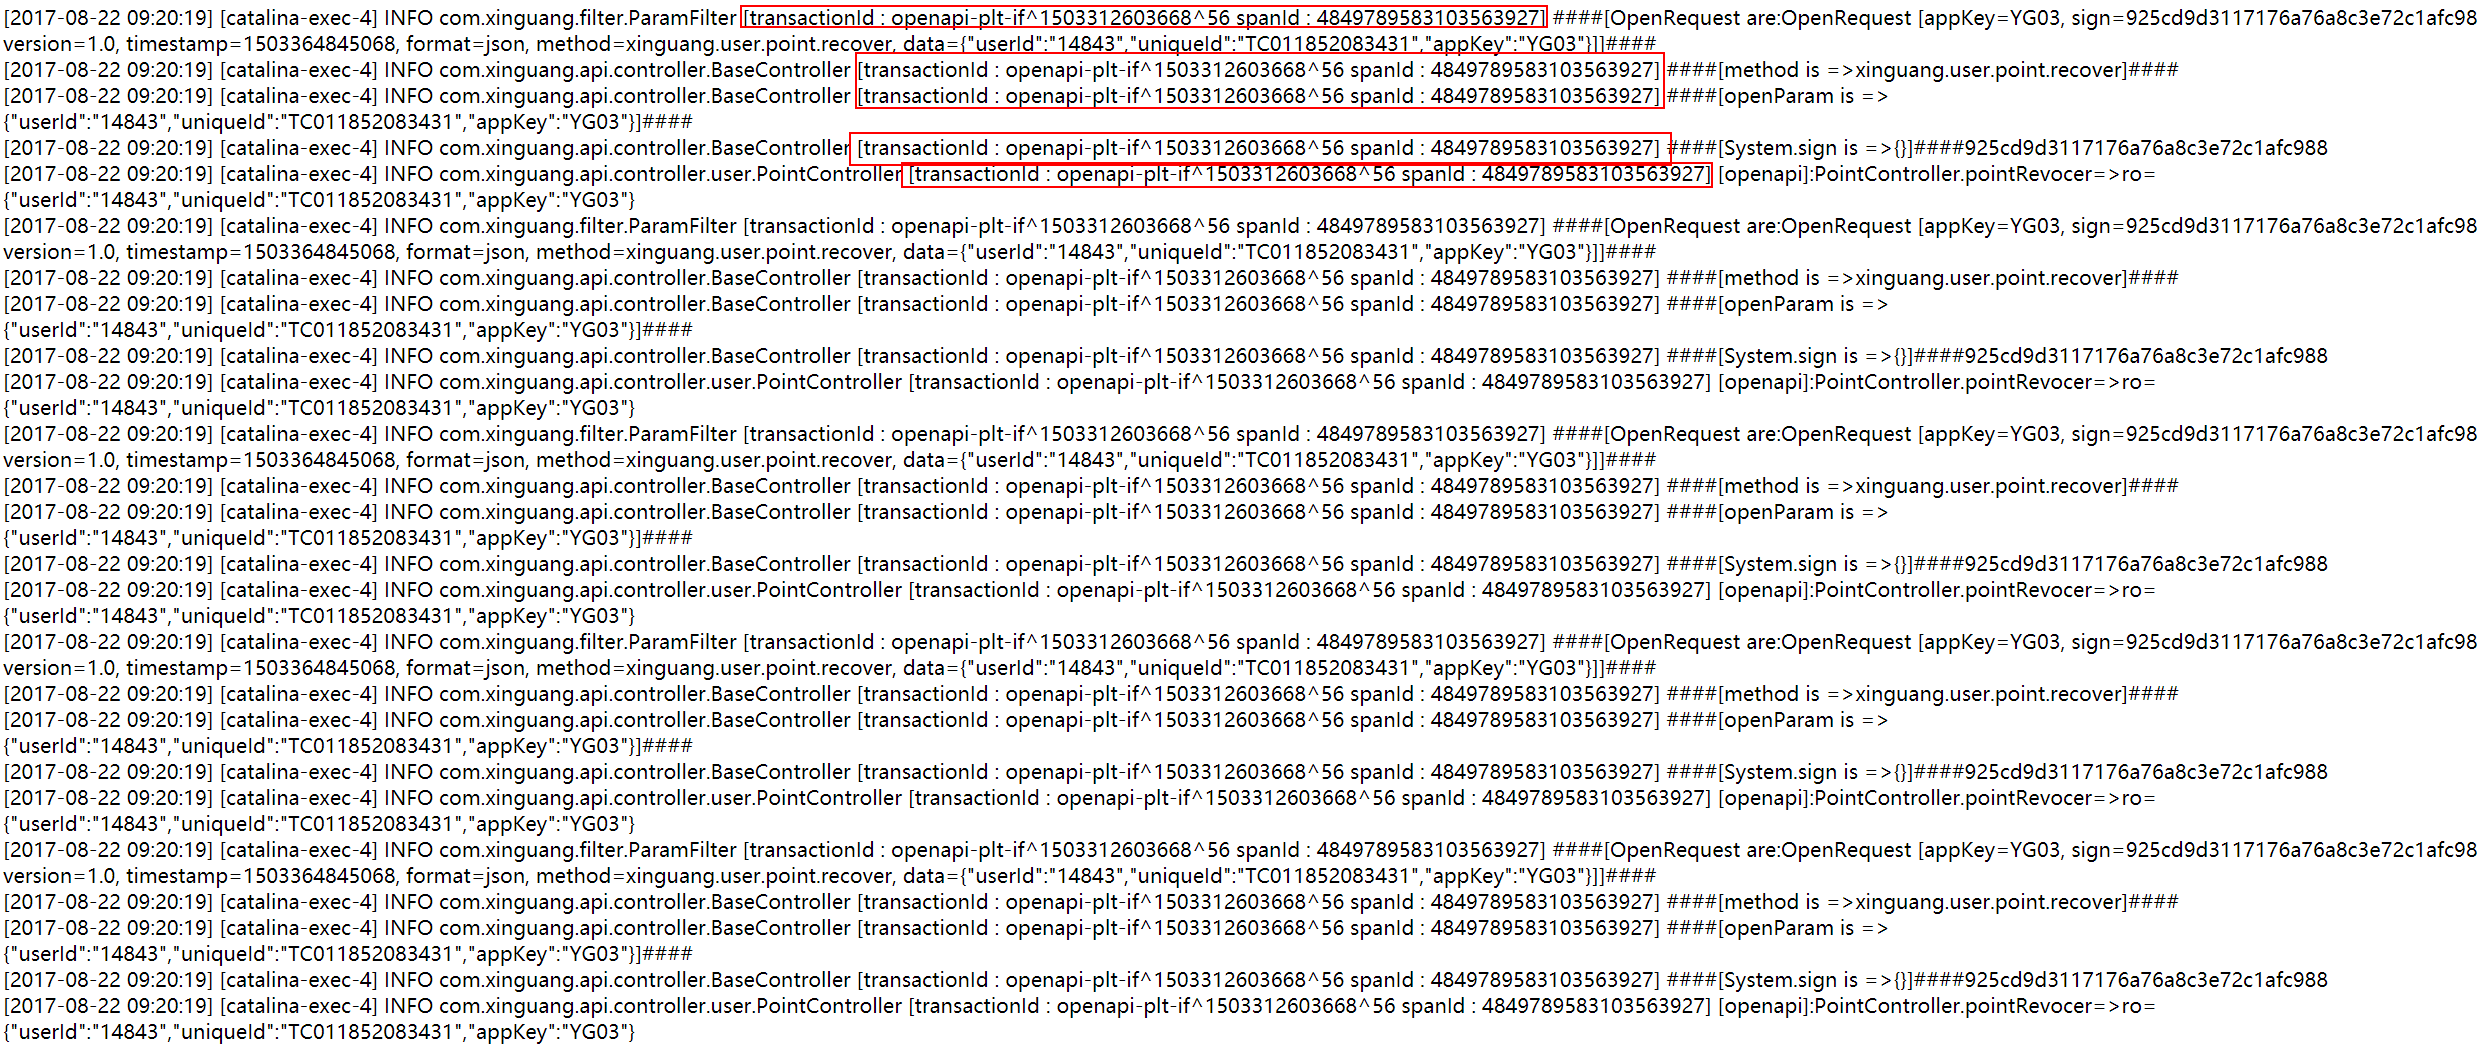 [2017-08-22 09:20:19] [catalina-exec-4] INFO com.xinguang.filter.ParamFilter [transactionId : openapi-plt-if^1503312603668^56 spanId : 4849789583103563927] ####[OpenRequest are:OpenRequest [appKey=YG03, sign=925cd9d3117176a76a8c3e72c1afc98
version=1.0, timestamp=1503364845068, format=json, method=xinguang.user.point.recover, data={"userId":"14843","uniqueId":"TC011852083431","appKey":"YG03"}]]####
[2017-08-22 09:20:19] [catalina-exec-4] INFO com.xinguang.api.controller.BaseController [transactionId : openapi-plt-if^1503312603668^56 spanId : 4849789583103563927] ####[method is =>xinguang.user.point.recover]####
[2017-08-22 09:20:19] [catalina-exec-4] INFO com.xinguang.api.controller.BaseController [transactionId : openapi-plt-if^1503312603668^56 spanId : 4849789583103563927] ####[openParam is =>
{"userId":"14843","uniqueId":"TC011852083431","appKey":"YG03"}]####
[2017-08-22 09:20:19] [catalina-exec-4] INFO com.xinguang.api.controller.BaseController [transactionId : openapi-plt-if^1503312603668^56 spanId : 4849789583103563927] ####[System.sign is =>{}]####925cd9d3117176a76a8c3e72c1afc988
[2017-08-22 09:20:19] [catalina-exec-4] INFO com.xinguang.api.controller.user.PointController [transactionId : openapi-plt-if^1503312603668^56 spanId : 4849789583103563927] [openapi]:PointController.pointRevocer=>ro=
{"userId":"14843","uniqueId":"TC011852083431","appKey":"YG03"}
[2017-08-22 09:20:19] [catalina-exec-4] INFO com.xinguang.filter.ParamFilter [transactionId : openapi-plt-if^1503312603668^56 spanId : 4849789583103563927] ####[OpenRequest are:OpenRequest [appKey=YG03, sign=925cd9d3117176a76a8c3e72c1afc98
version=1.0, timestamp=1503364845068, format=json, method=xinguang.user.point.recover, data={"userId":"14843","uniqueId":"TC011852083431","appKey":"YG03"}]]####
[2017-08-22 09:20:19] [catalina-exec-4] INFO com.xinguang.api.controller.BaseController [transactionId : openapi-plt-if^1503312603668^56 spanId : 4849789583103563927] ####[method is =>xinguang.user.point.recover]####
[2017-08-22 09:20:19] [catalina-exec-4] INFO com.xinguang.api.controller.BaseController [transactionId : openapi-plt-if^1503312603668^56 spanId : 4849789583103563927] ####[openParam is =>
{"userId":"14843","uniqueId":"TC011852083431","appKey":"YG03"}]####
[2017-08-22 09:20:19] [catalina-exec-4] INFO com.xinguang.api.controller.BaseController [transactionId : openapi-plt-if^1503312603668^56 spanId : 4849789583103563927] ####[System.sign is =>{}]####925cd9d3117176a76a8c3e72c1afc988
[2017-08-22 09:20:19] [catalina-exec-4] INFO com.xinguang.api.controller.user.PointController [transactionId : openapi-plt-if^1503312603668^56 spanId : 4849789583103563927] [openapi]:PointController.pointRevocer=>ro=
{"userId":"14843","uniqueId":"TC011852083431","appKey":"YG03"}
[2017-08-22 09:20:19] [catalina-exec-4] INFO com.xinguang.filter.ParamFilter [transactionId : openapi-plt-if^1503312603668^56 spanId : 4849789583103563927] ####[OpenRequest are:OpenRequest [appKey=YG03, sign=925cd9d3117176a76a8c3e72c1afc98
version=1.0, timestamp=1503364845068, format=json, method=xinguang.user.point.recover, data={"userId":"14843","uniqueId":"TC011852083431","appKey":"YG03"}]]####
[2017-08-22 09:20:19] [catalina-exec-4] INFO com.xinguang.api.controller.BaseController [transactionId : openapi-plt-if^1503312603668^56 spanId : 4849789583103563927] ####[method is =>xinguang.user.point.recover]####
[2017-08-22 09:20:19] [catalina-exec-4] INFO com.xinguang.api.controller.BaseController [transactionId : openapi-plt-if^1503312603668^56 spanId : 4849789583103563927] ####[openParam is =>
{"userId":"14843","uniqueId":"TC011852083431","appKey":"YG03"}]####
[2017-08-22 09:20:19] [catalina-exec-4] INFO com.xinguang.api.controller.BaseController [transactionId : openapi-plt-if^1503312603668^56 spanId : 4849789583103563927] ####[System.sign is =>{}]####925cd9d3117176a76a8c3e72c1afc988
[2017-08-22 09:20:19] [catalina-exec-4] INFO com.xinguang.api.controller.user.PointController [transactionId : openapi-plt-if^1503312603668^56 spanId : 4849789583103563927] [openapi]:PointController.pointRevocer=>ro=
{"userId":"14843","uniqueId":"TC011852083431","appKey":"YG03"}
[2017-08-22 09:20:19] [catalina-exec-4] INFO com.xinguang.filter.ParamFilter [transactionId : openapi-plt-if^1503312603668^56 spanId : 4849789583103563927] ####[OpenRequest are:OpenRequest [appKey=YG03, sign=925cd9d3117176a76a8c3e72c1afc98
version=1.0, timestamp=1503364845068, format=json, method=xinguang.user.point.recover, data={"userId":"14843","uniqueId":"TC011852083431","appKey":"YG03"}]]####
[2017-08-22 09:20:19] [catalina-exec-4] INFO com.xinguang.api.controller.BaseController [transactionId : openapi-plt-if^1503312603668^56 spanId : 4849789583103563927] ####[method is =>xinguang.user.point.recover]####
[2017-08-22 09:20:19] [catalina-exec-4] INFO com.xinguang.api.controller.BaseController [transactionId : openapi-plt-if^1503312603668^56 spanId : 4849789583103563927] ####[openParam is =>
{"userId":"14843","uniqueId":"TC011852083431","appKey":"YG03"}]####
[2017-08-22 09:20:19] [catalina-exec-4] INFO com.xinguang.api.controller.BaseController [transactionId : openapi-plt-if^1503312603668^56 spanId : 4849789583103563927] ####[System.sign is =>{}]####925cd9d3117176a76a8c3e72c1afc988
[2017-08-22 09:20:19] [catalina-exec-4] INFO com.xinguang.api.controller.user.PointController [transactionId : openapi-plt-if^1503312603668^56 spanId : 4849789583103563927] [openapi]:PointController.pointRevocer=>ro=
{"userId":"14843","uniqueId":"TC011852083431","appKey":"YG03"}
[2017-08-22 09:20:19] [catalina-exec-4] INFO com.xinguang.filter.ParamFilter [transactionId : openapi-plt-if^1503312603668^56 spanId : 4849789583103563927] ####[OpenRequest are:OpenRequest [appKey=YG03, sign=925cd9d3117176a76a8c3e72c1afc98
version=1.0, timestamp=1503364845068, format=json, method=xinguang.user.point.recover, data={"userId":"14843","uniqueId":"TC011852083431","appKey":"YG03"}]]####
[2017-08-22 09:20:19] [catalina-exec-4] INFO com.xinguang.api.controller.BaseController [transactionId : openapi-plt-if^1503312603668^56 spanId : 4849789583103563927] ####[method is =>xinguang.user.point.recover]####
[2017-08-22 09:20:19] [catalina-exec-4] INFO com.xinguang.api.controller.BaseController [transactionId : openapi-plt-if^1503312603668^56 spanId : 4849789583103563927] ####[openParam is =>
{"userId":"14843","uniqueId":"TC011852083431","appKey":"YG03"}]####
[2017-08-22 09:20:19] [catalina-exec-4] INFO com.xinguang.api.controller.BaseController [transactionId : openapi-plt-if^1503312603668^56 spanId : 4849789583103563927] ####[System.sign is =>{}]####925cd9d3117176a76a8c3e72c1afc988
[2017-08-22 09:20:19] [catalina-exec-4] INFO com.xinguang.api.controller.user.PointController [transactionId : openapi-plt-if^1503312603668^56 spanId : 4849789583103563927] [openapi]:PointController.pointRevocer=>ro=
{"userId":"14843","uniqueId":"TC011852083431","appKey":"YG03"}